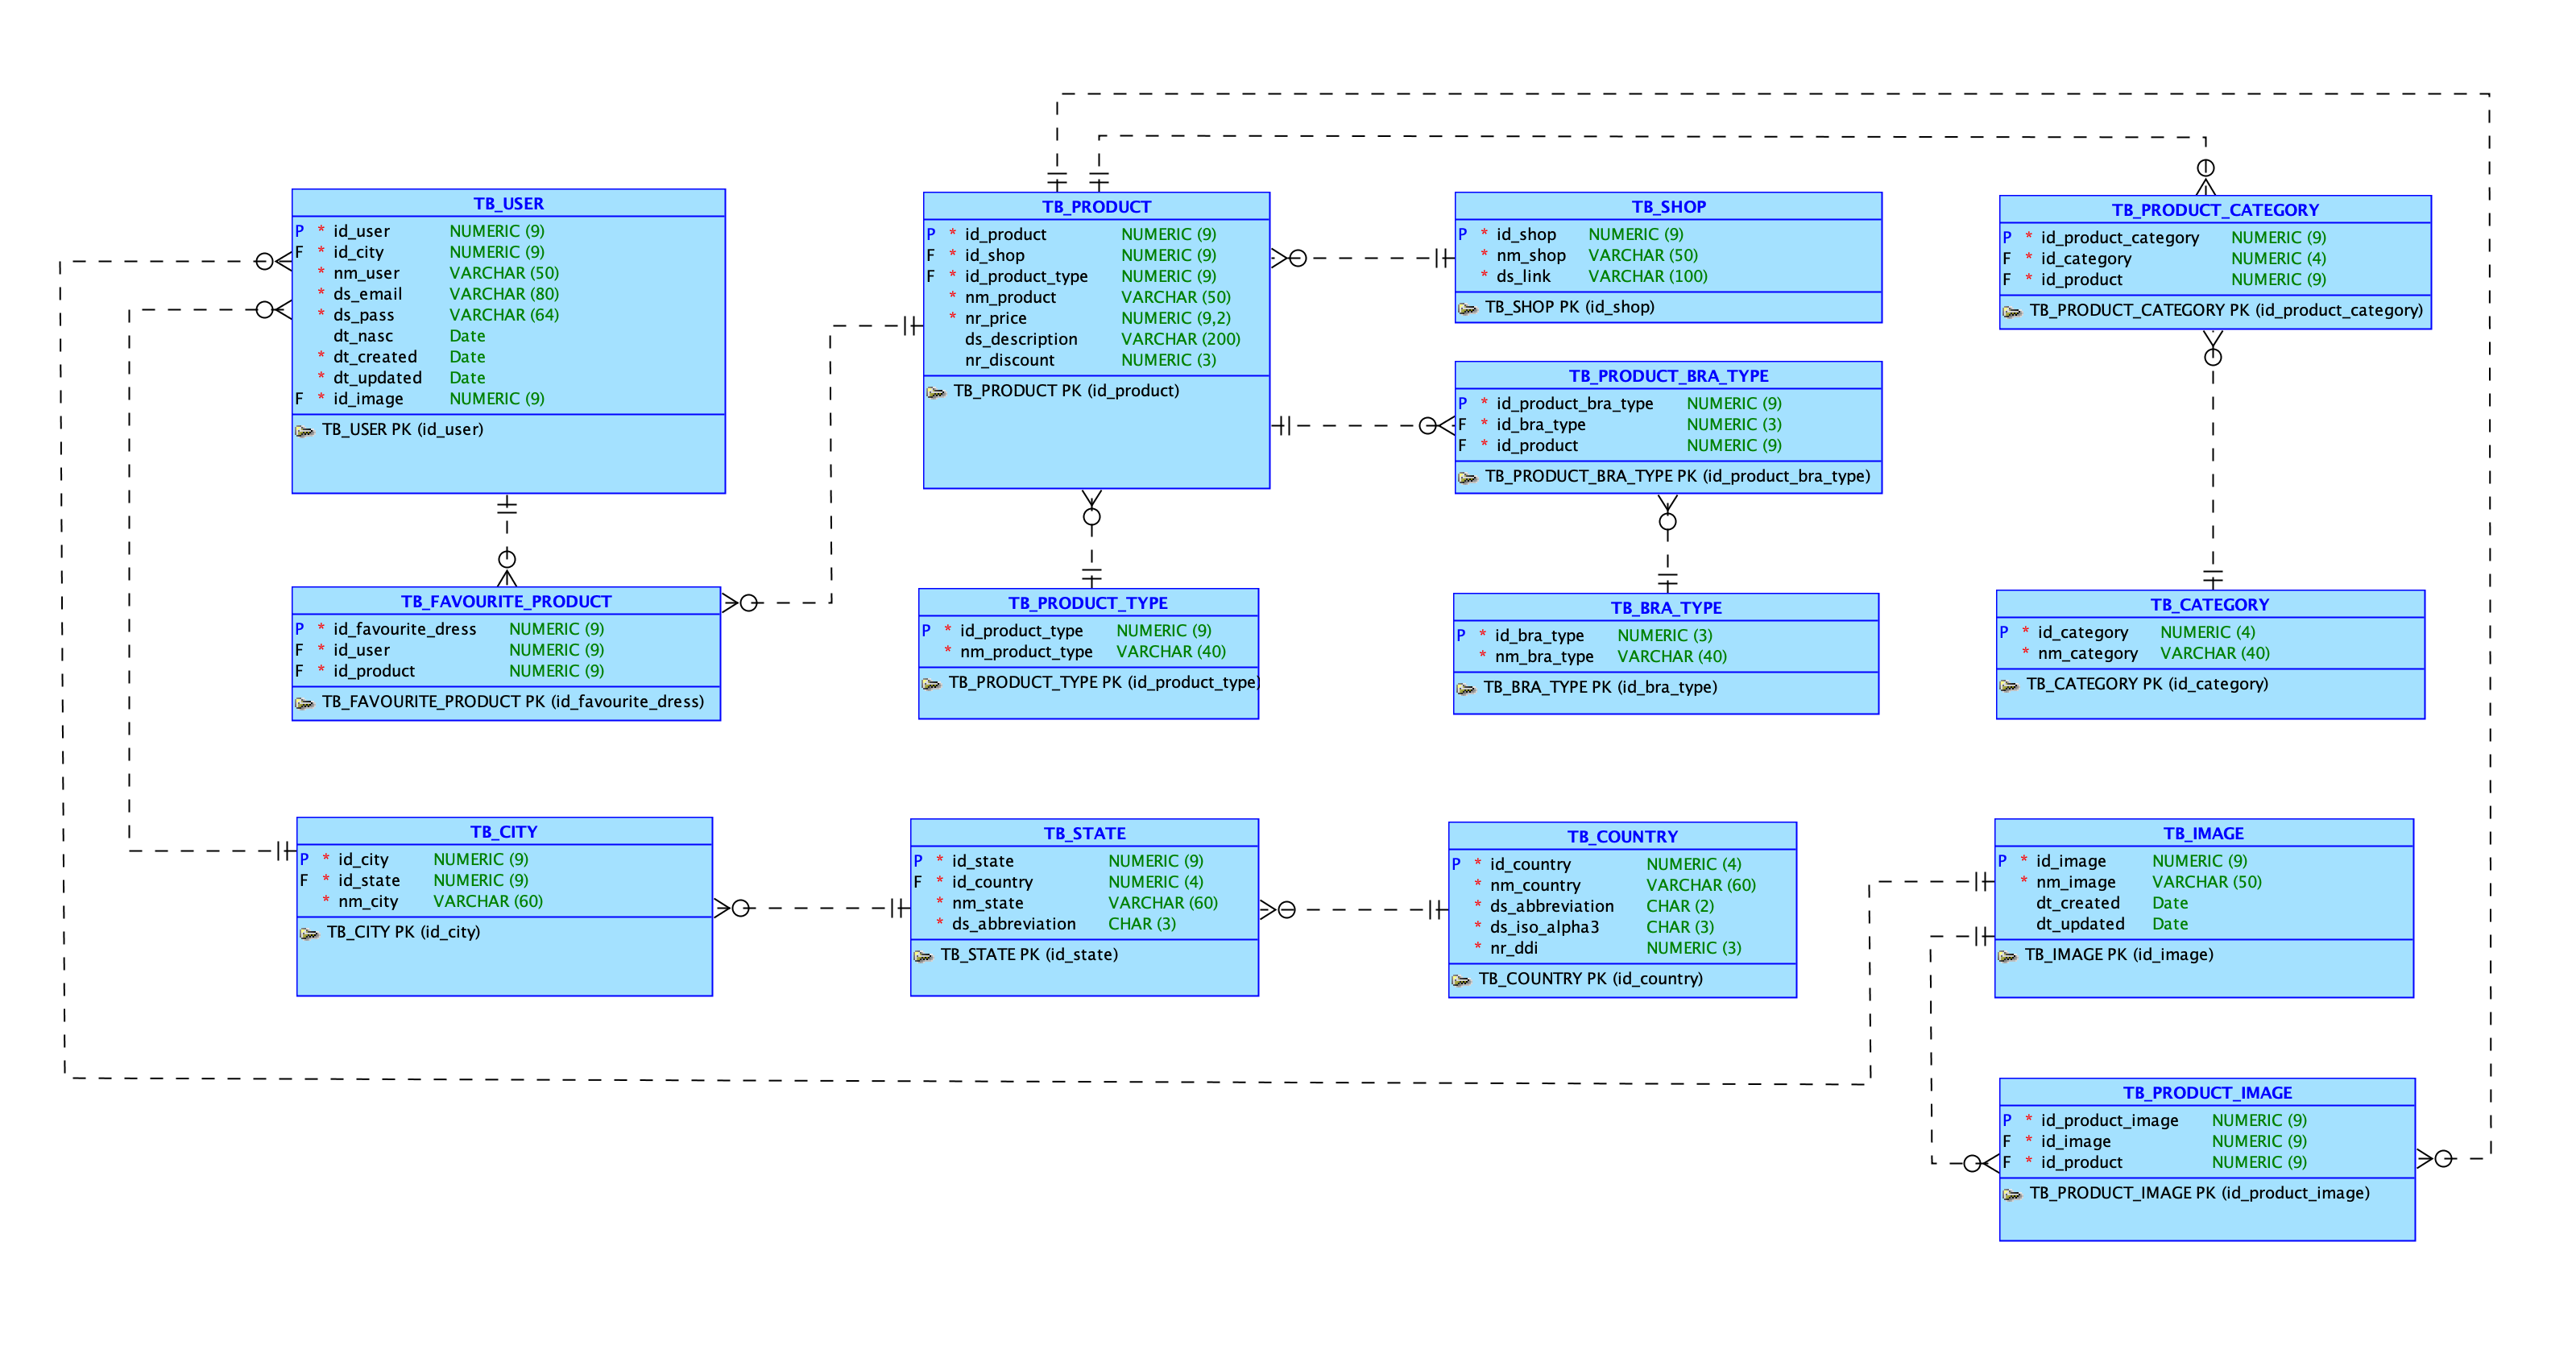 TB_USER
P * id_user NUMERIC (9)
F * id_city NUMERIC (9)
* nm_user VARCHAR (50)
* ds_email VARCHAR (80)
* ds_pass VARCHAR (64)
dt_nasc Date
* dt_created Date
* dt_updated Date
F * id_image NUMERIC (9)
TB_USER PK (id_user)
TB_PRODUCT
P * id_product NUMERIC (9)
F * id_shop NUMERIC (9)
F * id_product_type NUMERIC (9)
* nm_product VARCHAR (50)
* nr_price NUMERIC (9,2)
ds_description VARCHAR (200)
nr_discount NUMERIC (3)
TB_PRODUCT PK (id_product)
TB_SHOP
P * id_shop NUMERIC (9)
* nm_shop VARCHAR (50)
* ds_link VARCHAR (100)
TB_SHOP PK (id_shop)
TB_PRODUCT_CATEGORY
P * id_product_category NUMERIC (9)
F * id_category NUMERIC (4)
F * id_product NUMERIC (9)
TB_PRODUCT_CATEGORY PK (id_product_category)
TB_PRODUCT_BRA_TYPE
P * id_product_bra_type NUMERIC (9)
F * id_bra_type NUMERIC (3)
F * id_product NUMERIC (9)
TB_PRODUCT_BRA_TYPE PK (id_product_bra_type)
TB_FAVOURITE_PRODUCT
P * id_favourite_dress NUMERIC (9)
F * id_user NUMERIC (9)
F * id_product NUMERIC (9)
TB_FAVOURITE_PRODUCT PK (id_favourite_dress)
TB_PRODUCT_TYPE
P * id_product_type NUMERIC (9)
* nm_product_type VARCHAR (40)
TB_PRODUCT_TYPE PK (id_product_type)
TB_BRA_TYPE
P * id_bra_type NUMERIC (3)
* nm_bra_type VARCHAR (40)
TB_BRA_TYPE PK (id_bra_type)
TB_CATEGORY
P * id_category NUMERIC (4)
* nm_category VARCHAR (40)
TB_CATEGORY PK (id_category)
TB_CITY
P * id_city NUMERIC (9)
F * id_state NUMERIC (9)
* nm_city VARCHAR (60)
TB_CITY PK (id_city)
TB_STATE
P * id_state NUMERIC (9)
F * id_country NUMERIC (4)
* nm_state VARCHAR (60)
* ds_abbreviation CHAR (3)
TB_STATE PK (id_state)
TB_COUNTRY
P * id_country NUMERIC (4)
* nm_country VARCHAR (60)
* ds_abbreviation CHAR (2)
* ds_iso_alpha3 CHAR (3)
* nr_ddi NUMERIC (3)
TB_COUNTRY PK (id_country)
TB_IMAGE
P * id_image NUMERIC (9)
* nm_image VARCHAR (50)
dt_created Date
dt_updated Date
TB_IMAGE PK (id_image)
TB_PRODUCT_IMAGE
P * id_product_image NUMERIC (9)
F * id_image NUMERIC (9)
F * id_product NUMERIC (9)
TB_PRODUCT_IMAGE PK (id_product_image)